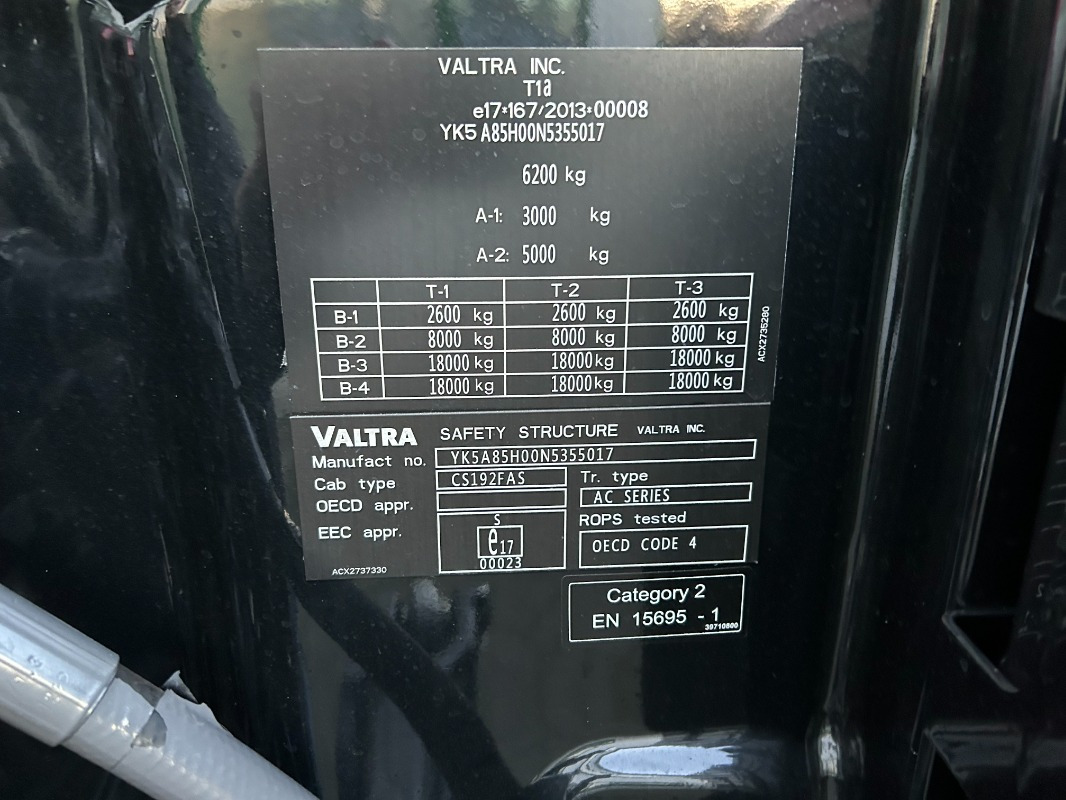 VALTRA INC.
T1a
e17*167/2013*00008
YK5A85H00N5355017
6200 kg
A-1: 3000 kg
A-2: 5000 kg
T-1 T-2 T-3
B-1 2600 kg 2600 kg 2600 kg
B-2 8000 kg 8000 kg 8000 kg
B-3 18000 kg 18000 kg 18000 kg
B-4 18000 kg 18000 kg 18000 kg
ACX2735280
VALTRA SAFETY STRUCTURE VALTRA INC.
Manufact no. YK5A85H00N5355017
Cab type CS192FAS Tr. type
OECD appr. AC SERIES
EEC appr. S ROPS tested
e17 OECD CODE 4
00023
ACX2737330
Category 2
EN 15695 - 1
39710800